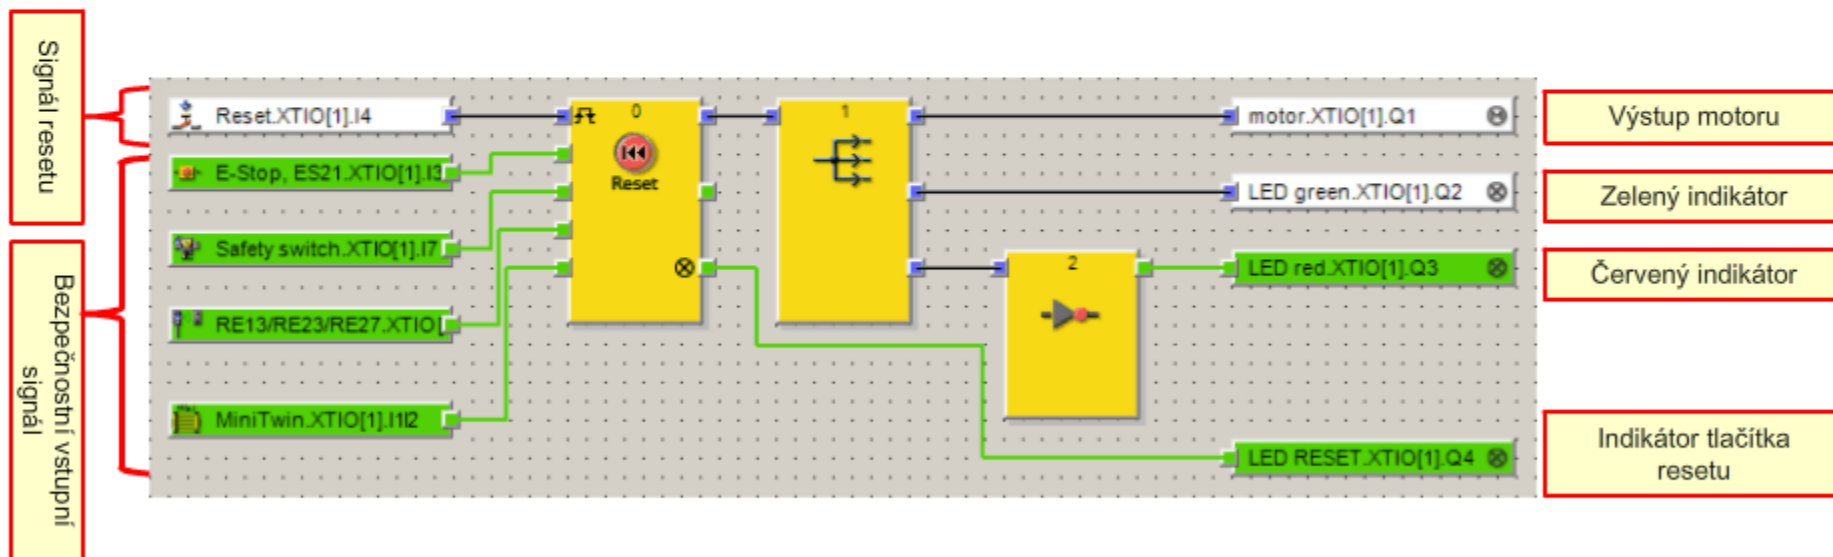 Signál resetu
Bezpečnostní vstupní
signál
Reset.XTIO[1].I4
E-Stop, ES21.XTIO[1].I3
Safety switch.XTIO[1].I7
RE13/RE23/RE27.XTIO[
MiniTwin.XTIO[1].I1I2
0
Reset
1
2
motor.XTIO[1].Q1
LED green.XTIO[1].Q2
LED red.XTIO[1].Q3
LED RESET.XTIO[1].Q4
Výstup motoru
Zelený indikátor
Červený indikátor
Indikátor tlačítka
resetu